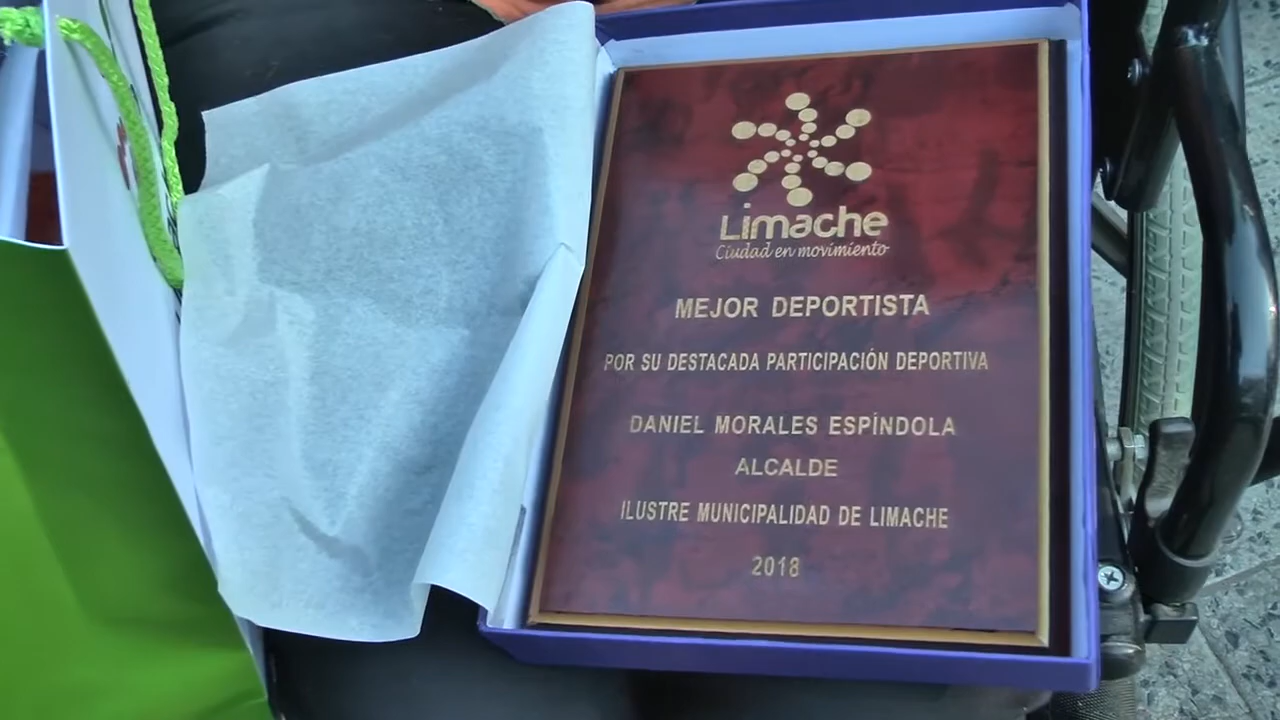 Limache
Ciudad en movimiento
MEJOR DEPORTISTA
POR SU DESTACADA PARTICIPACIÓN DEPORTIVA
DANIEL MORALES ESPÍNDOLA
ALCALDE
ILUSTRE MUNICIPALIDAD DE LIMACHE
2018